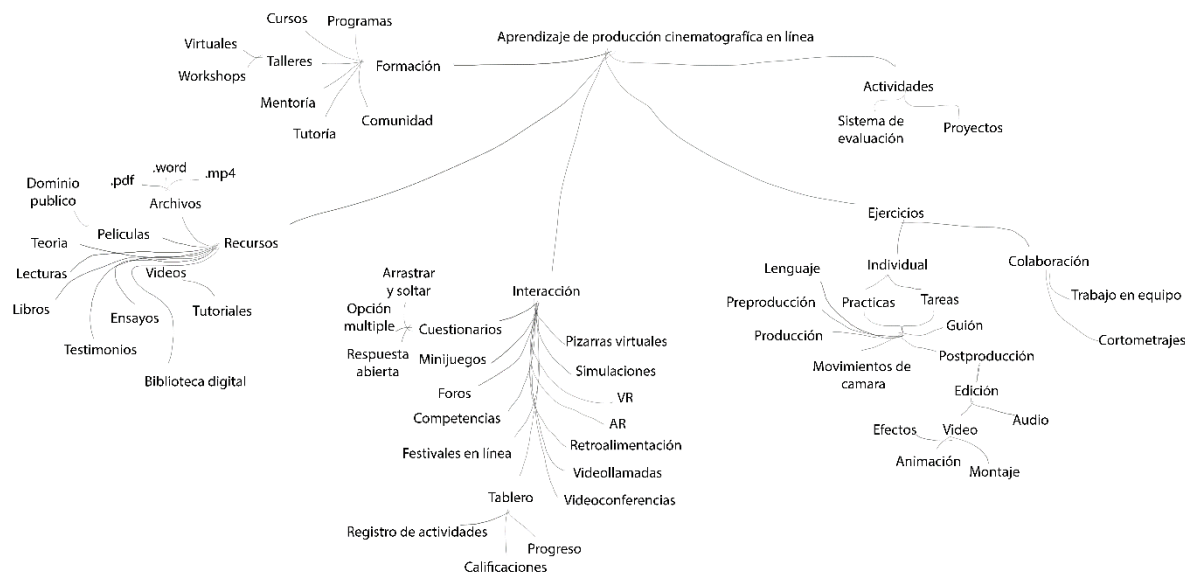 Aprendizaje de producción cinematografíca en línea
Formación
Cursos
Programas
Talleres
Virtuales
Workshops
Mentoría
Tutoría
Comunidad
Actividades
Sistema de
evaluación
Proyectos
Recursos
Archivos
.pdf
.word
.mp4
Peliculas
Dominio
publico
Teoria
Lecturas
Libros
Videos
Tutoriales
Ensayos
Testimonios
Biblioteca digital
Interacción
Cuestionarios
Arrastrar
y soltar
Opción
multiple
Respuesta
abierta
Minijuegos
Foros
Competencias
Festivales en línea
Tablero
Registro de actividades
Calificaciones
Progreso
Pizarras virtuales
Simulaciones
VR
AR
Retroalimentación
Videollamadas
Videoconferencias
Ejercicios
Individual
Practicas
Tareas
Lenguaje
Preproducción
Producción
Movimientos de
camara
Guión
Postproducción
Edición
Video
Audio
Efectos
Animación
Montaje
Colaboración
Trabajo en equipo
Cortometrajes